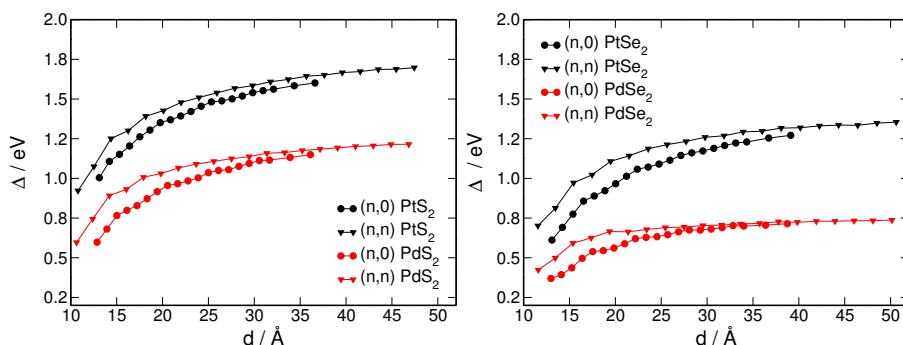 2.0
1.8
1.5
1.2
1.0
0.8
0.5
0.2
Δ / eV
10 15 20 25 30 35 40 45 50
d / Å
(n,0) PtS₂
(n,n) PtS₂
(n,0) PdS₂
(n,n) PdS₂
2.0
1.8
1.5
1.2
1.0
0.8
0.5
0.2
Δ / eV
10 15 20 25 30 35 40 45 50
d / Å
(n,0) PtSe₂
(n,n) PtSe₂
(n,0) PdSe₂
(n,n) PdSe₂